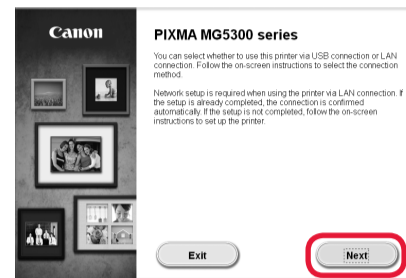 Canon
PIXMA MG5300 series
You can select whether to use this printer via USB connection or LAN
connection. Follow the on-screen instructions to select the connection
method.
Network setup is required when using the printer via LAN connection. If
the setup is already completed, the connection is confirmed
automatically. If the setup is not completed, follow the on-screen
instructions to set up the printer.
Exit
Next